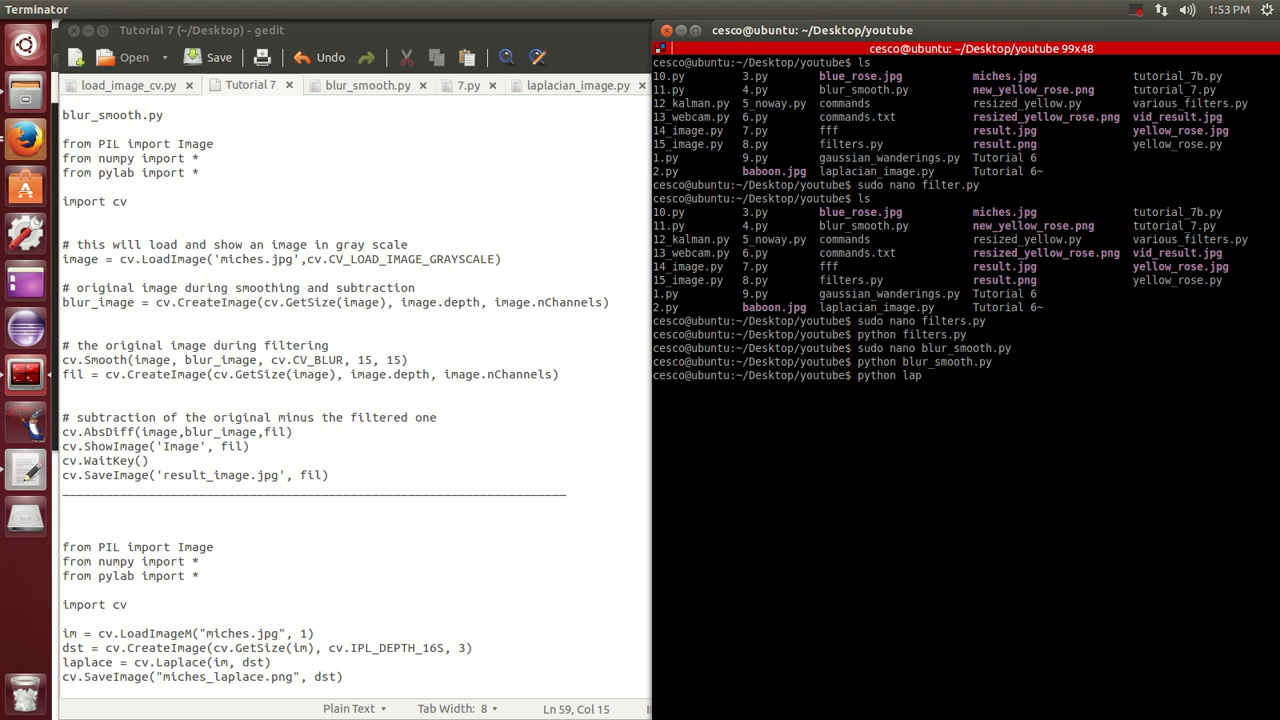 Terminator
1:53 PM
Tutorial 7 (~/Desktop) - gedit
Open Save Undo
load_image_cv.py Tutorial 7 blur_smooth.py 7.py laplacian_image.py
blur_smooth.py
from PIL import Image
from numpy import *
from pylab import *
import cv
# this will load and show an image in gray scale
image = cv.LoadImage('miches.jpg',cv.CV_LOAD_IMAGE_GRAYSCALE)
# original image during smoothing and subtraction
blur_image = cv.CreateImage(cv.GetSize(image), image.depth, image.nChannels)
# the original image during filtering
cv.Smooth(image, blur_image, cv.CV_BLUR, 15, 15)
fil = cv.CreateImage(cv.GetSize(image), image.depth, image.nChannels)
# subtraction of the original minus the filtered one
cv.AbsDiff(image,blur_image,fil)
cv.ShowImage('Image', fil)
cv.WaitKey()
cv.SaveImage('result_image.jpg', fil)
______________________________________________________________________
from PIL import Image
from numpy import *
from pylab import *
import cv
im = cv.LoadImageM("miches.jpg", 1)
dst = cv.CreateImage(cv.GetSize(im), cv.IPL_DEPTH_16S, 3)
laplace = cv.Laplace(im, dst)
cv.SaveImage("miches_laplace.png", dst)
Plain Text Tab Width: 8 Ln 59, Col 15
cesco@ubuntu: ~/Desktop/youtube
cesco@ubuntu: ~/Desktop/youtube 99x48
cesco@ubuntu:~/Desktop/youtube$ ls
10.py 3.py blue_rose.jpg miches.jpg tutorial_7b.py
11.py 4.py blur_smooth.py new_yellow_rose.png tutorial_7.py
12_kalman.py 5_noway.py commands resized_yellow.py various_filters.py
13_webcam.py 6.py commands.txt resized_yellow_rose.png vid_result.jpg
14_image.py 7.py fff result.jpg yellow_rose.jpg
15_image.py 8.py filters.py result.png yellow_rose.py
1.py 9.py gaussian_wanderings.py Tutorial 6
2.py baboon.jpg laplacian_image.py Tutorial 6~
cesco@ubuntu:~/Desktop/youtube$ sudo nano filter.py
cesco@ubuntu:~/Desktop/youtube$ ls
10.py 3.py blue_rose.jpg miches.jpg tutorial_7b.py
11.py 4.py blur_smooth.py new_yellow_rose.png tutorial_7.py
12_kalman.py 5_noway.py commands resized_yellow.py various_filters.py
13_webcam.py 6.py commands.txt resized_yellow_rose.png vid_result.jpg
14_image.py 7.py fff result.jpg yellow_rose.jpg
15_image.py 8.py filters.py result.png yellow_rose.py
1.py 9.py gaussian_wanderings.py Tutorial 6
2.py baboon.jpg laplacian_image.py Tutorial 6~
cesco@ubuntu:~/Desktop/youtube$ sudo nano filters.py
cesco@ubuntu:~/Desktop/youtube$ python filters.py
cesco@ubuntu:~/Desktop/youtube$ sudo nano blur_smooth.py
cesco@ubuntu:~/Desktop/youtube$ python blur_smooth.py
cesco@ubuntu:~/Desktop/youtube$ python lap